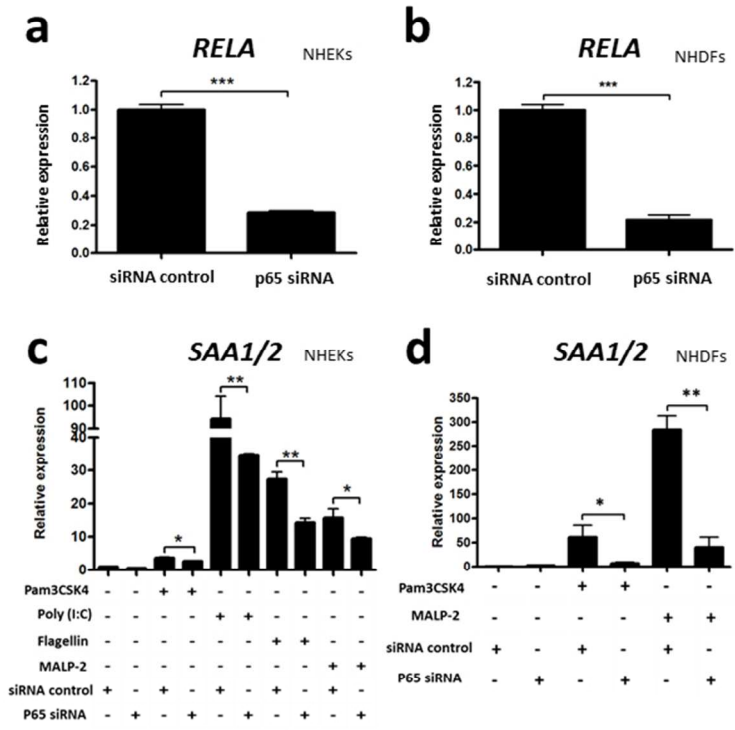 a
RELA NHEKs
***
Relative expression
1.2
1.0
0.8
0.6
0.4
0.2
0.0
siRNA control p65 siRNA
b
RELA NHDFs
***
Relative expression
1.2
1.0
0.8
0.6
0.4
0.2
0.0
siRNA control p65 siRNA
c
SAA1/2 NHEKs
Relative expression
110
100
90
40
30
20
10
0
* ** ** *
Pam3CSK4 - - + + - - - - - -
Poly (I:C) - - - - + + - - - -
Flagellin - - - - - - + + - -
MALP-2 - - - - - - - - + +
siRNA control + - + - + - + - + -
P65 siRNA - + - + - + - + - +
d
SAA1/2 NHDFs
Relative expression
350
300
250
200
150
100
50
0
* **
Pam3CSK4 - - + + - -
MALP-2 - - - - + +
siRNA control + - + - + -
P65 siRNA - + - + - +